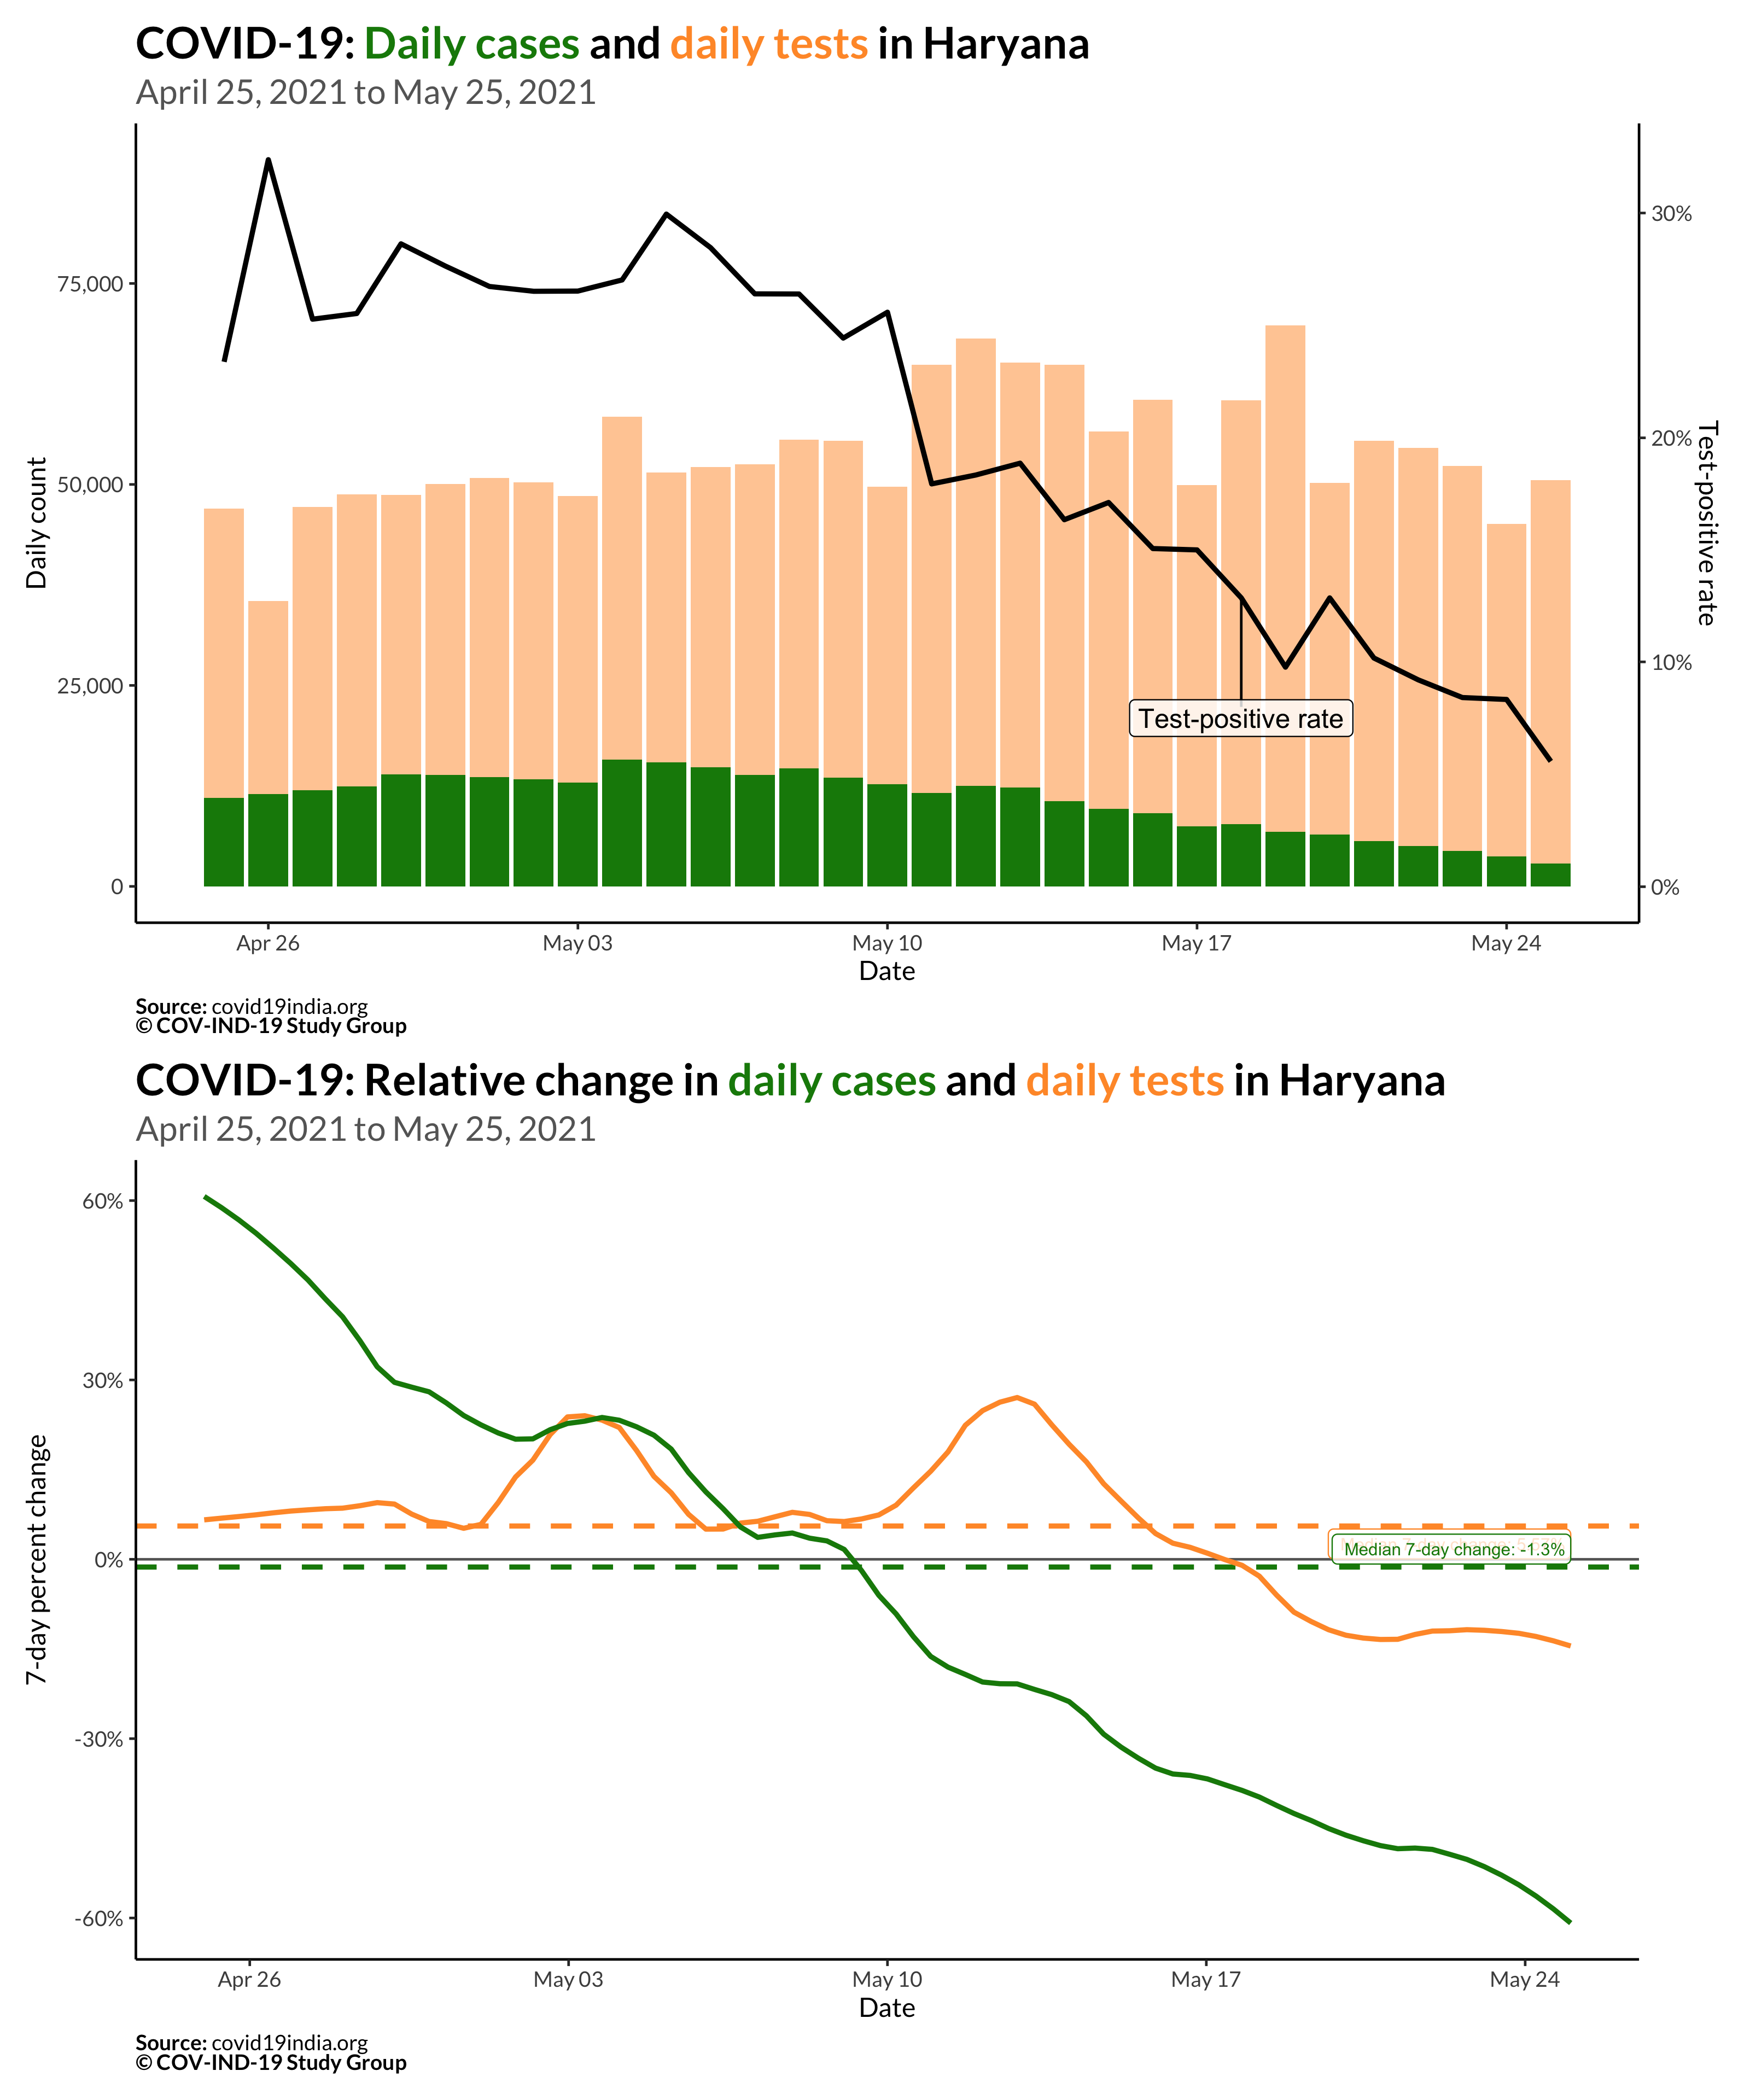 COVID-19: Daily cases and daily tests in Haryana
April 25, 2021 to May 25, 2021
75,000
50,000
25,000
0
Daily count
30%
20%
10%
0%
Test-positive rate
Test-positive rate
Apr 26
May 03
May 10
May 17
May 24
Date
Source: covid19india.org
© COV-IND-19 Study Group
COVID-19: Relative change in daily cases and daily tests in Haryana
April 25, 2021 to May 25, 2021
60%
30%
0%
-30%
-60%
7-day percent change
Median 7-day change: -1.3%
Apr 26
May 03
May 10
May 17
May 24
Date
Source: covid19india.org
© COV-IND-19 Study Group